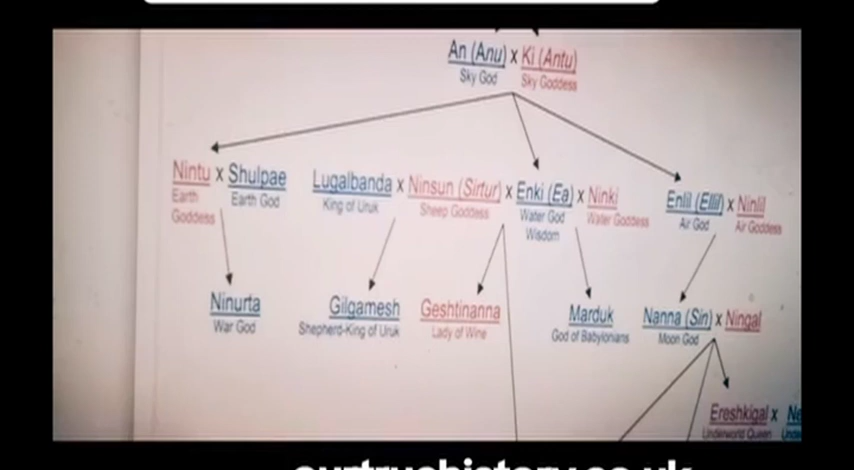 An (Anu) x Ki (Antu)
Sky God Sky Goddess
Nintu x Shulpae
Earth Goddess Earth God
Lugalbanda x Ninsun (Sirtur) x Enki (Ea) x Ninki
King of Uruk Sheep Goddess Water God Wisdom Water Goddess
Enlil (Ellil) x Ninlil
Air God Air Goddess
Ninurta
War God
Gilgamesh
Shepherd-King of Uruk
Geshtinanna
Lady of Wine
Marduk
God of Babylonians
Nanna (Sin) x Ningal
Moon God
Ereshkigal x
Underworld Queen